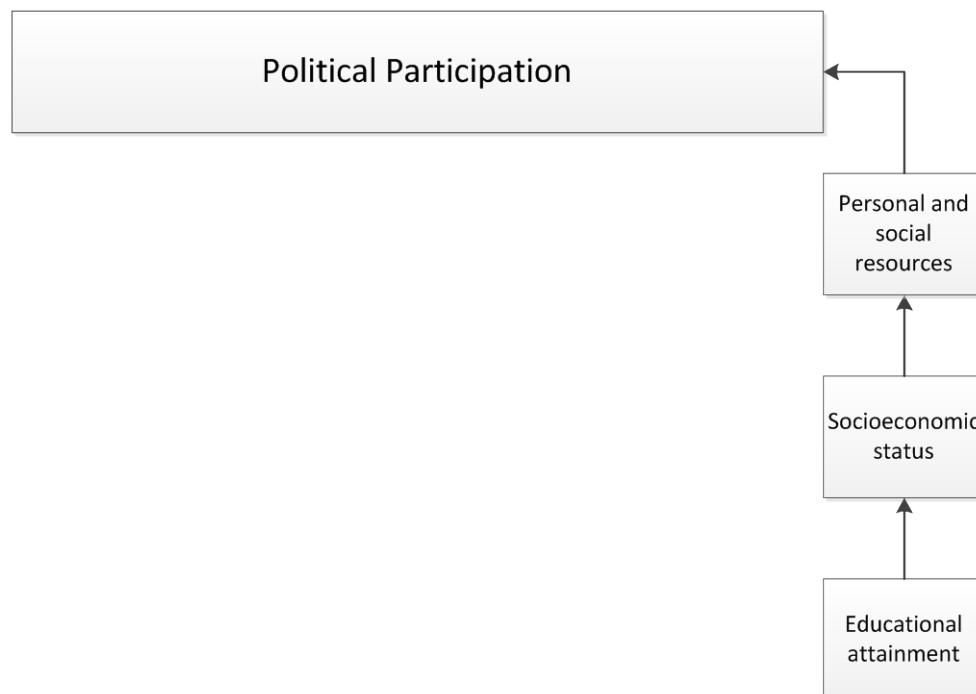 Political Participation
Personal and
social
resources
Socioeconomic
status
Educational
attainment